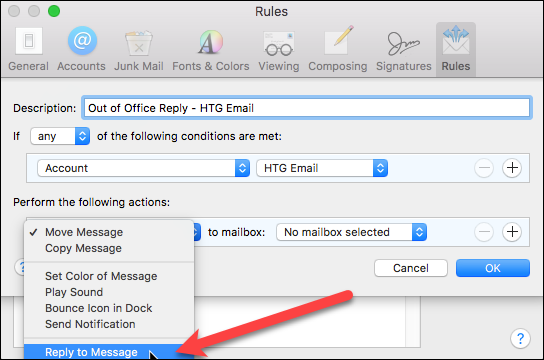 Rules
General Accounts Junk Mail Fonts & Colors Viewing Composing Signatures Rules
Description: Out of Office Reply - HTG Email
If any of the following conditions are met:
Account HTG Email
Perform the following actions:
✓ Move Message to mailbox: No mailbox selected
Copy Message
Set Color of Message
Play Sound
Bounce Icon in Dock
Send Notification
Reply to Message
Cancel OK
?